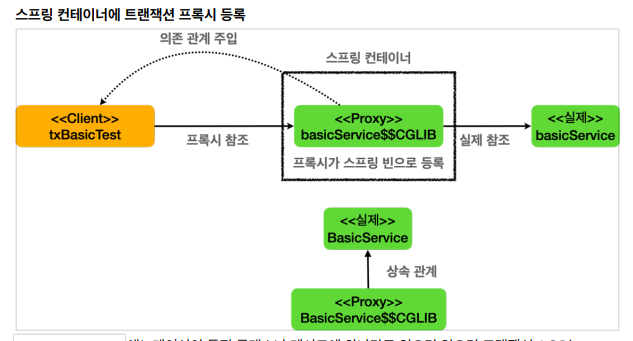 스프링 컨테이너에 트랜잭션 프록시 등록
의존 관계 주입
스프링 컨테이너
<<Client>>
txBasicTest
프록시 참조
<<Proxy>>
basicService$$CGLIB
프록시가 스프링 빈으로 등록
실제 참조
<<실제>>
basicService
<<실제>>
BasicService
상속 관계
<<Proxy>>
BasicService$$CGLIB